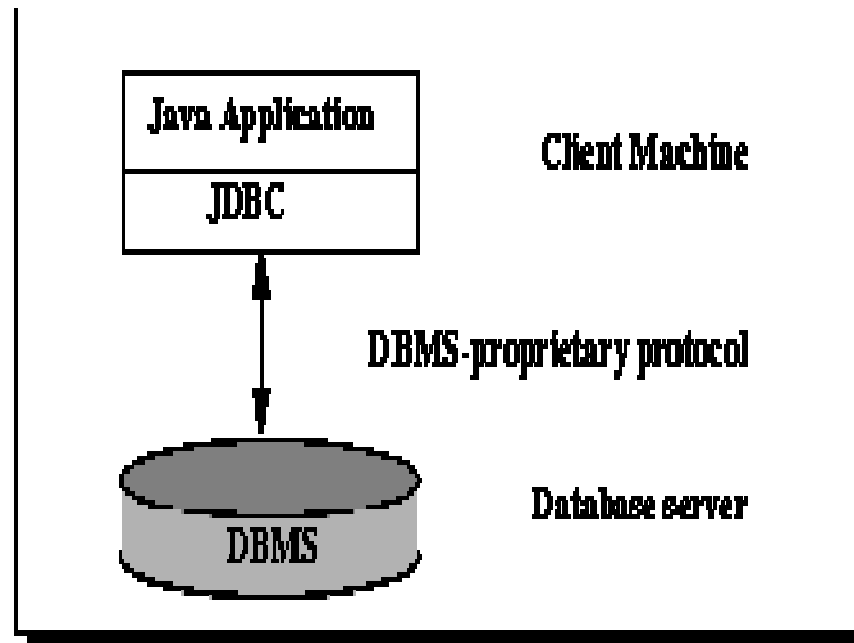 Java Application
Client Machine
JDBC
DBMS-proprietary protocol
Database server
DBMS